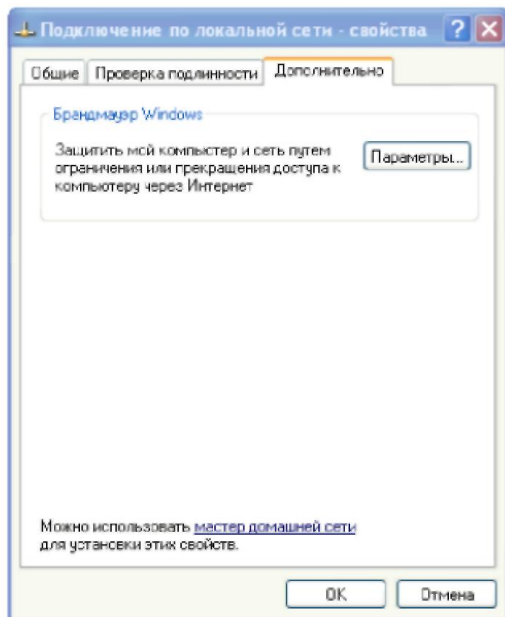 Подключение по локальной сети - свойства
Общие Проверка подлинности Дополнительно
Брандмауэр Windows
Защитить мой компьютер и сеть путем
ограничения или прекращения доступа к
компьютеру через Интернет
Параметры...
Можно использовать мастер домашней сети
для установки этих свойств.
OK Отмена